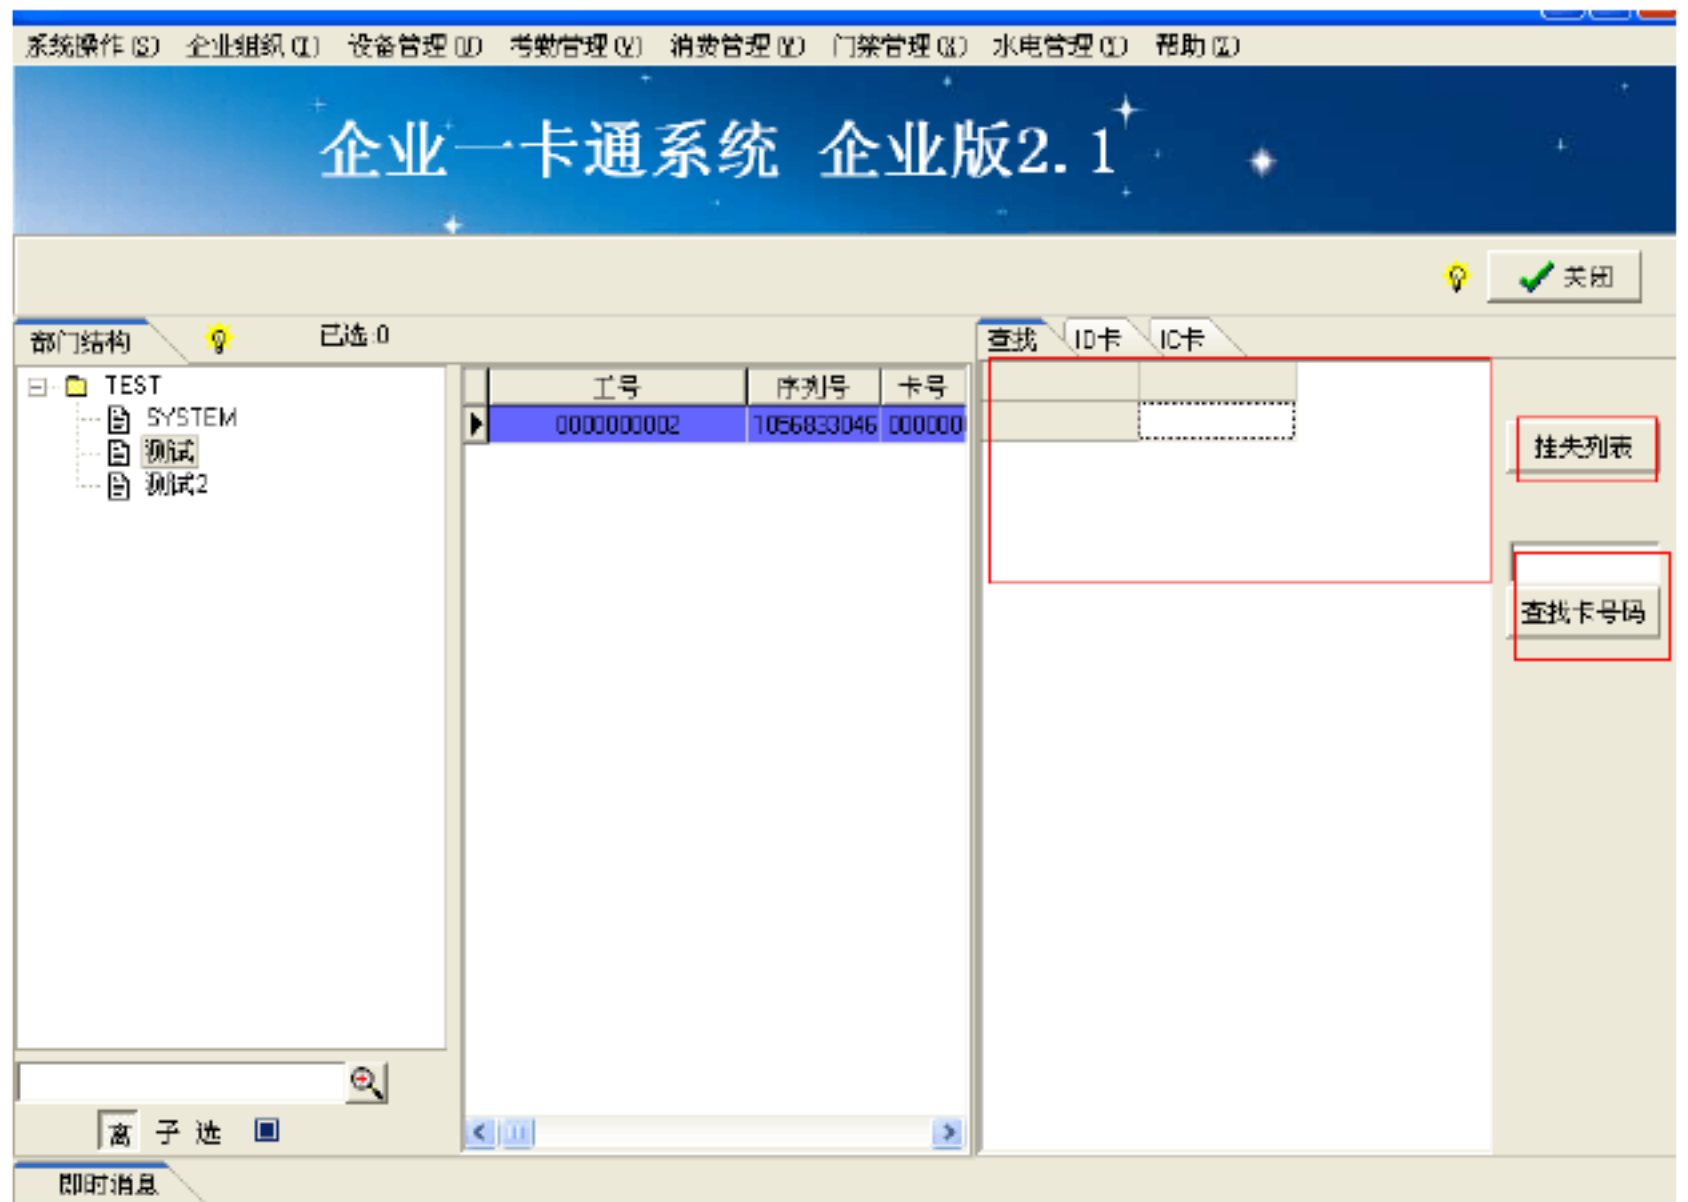 系统操作(S) 企业组织(T) 设备管理(U) 考勤管理(V) 消费管理(W) 门禁管理(X) 水电管理(Y) 帮助(Z)
企业一卡通系统 企业版2.1
关闭
部门结构 已选:0 查找 ID卡 IC卡
TEST
SYSTEM
测试
测试2
工号 序列号 卡号
0000000002 1056833046 000000
挂失列表
查找卡号码
离 子 选
即时消息